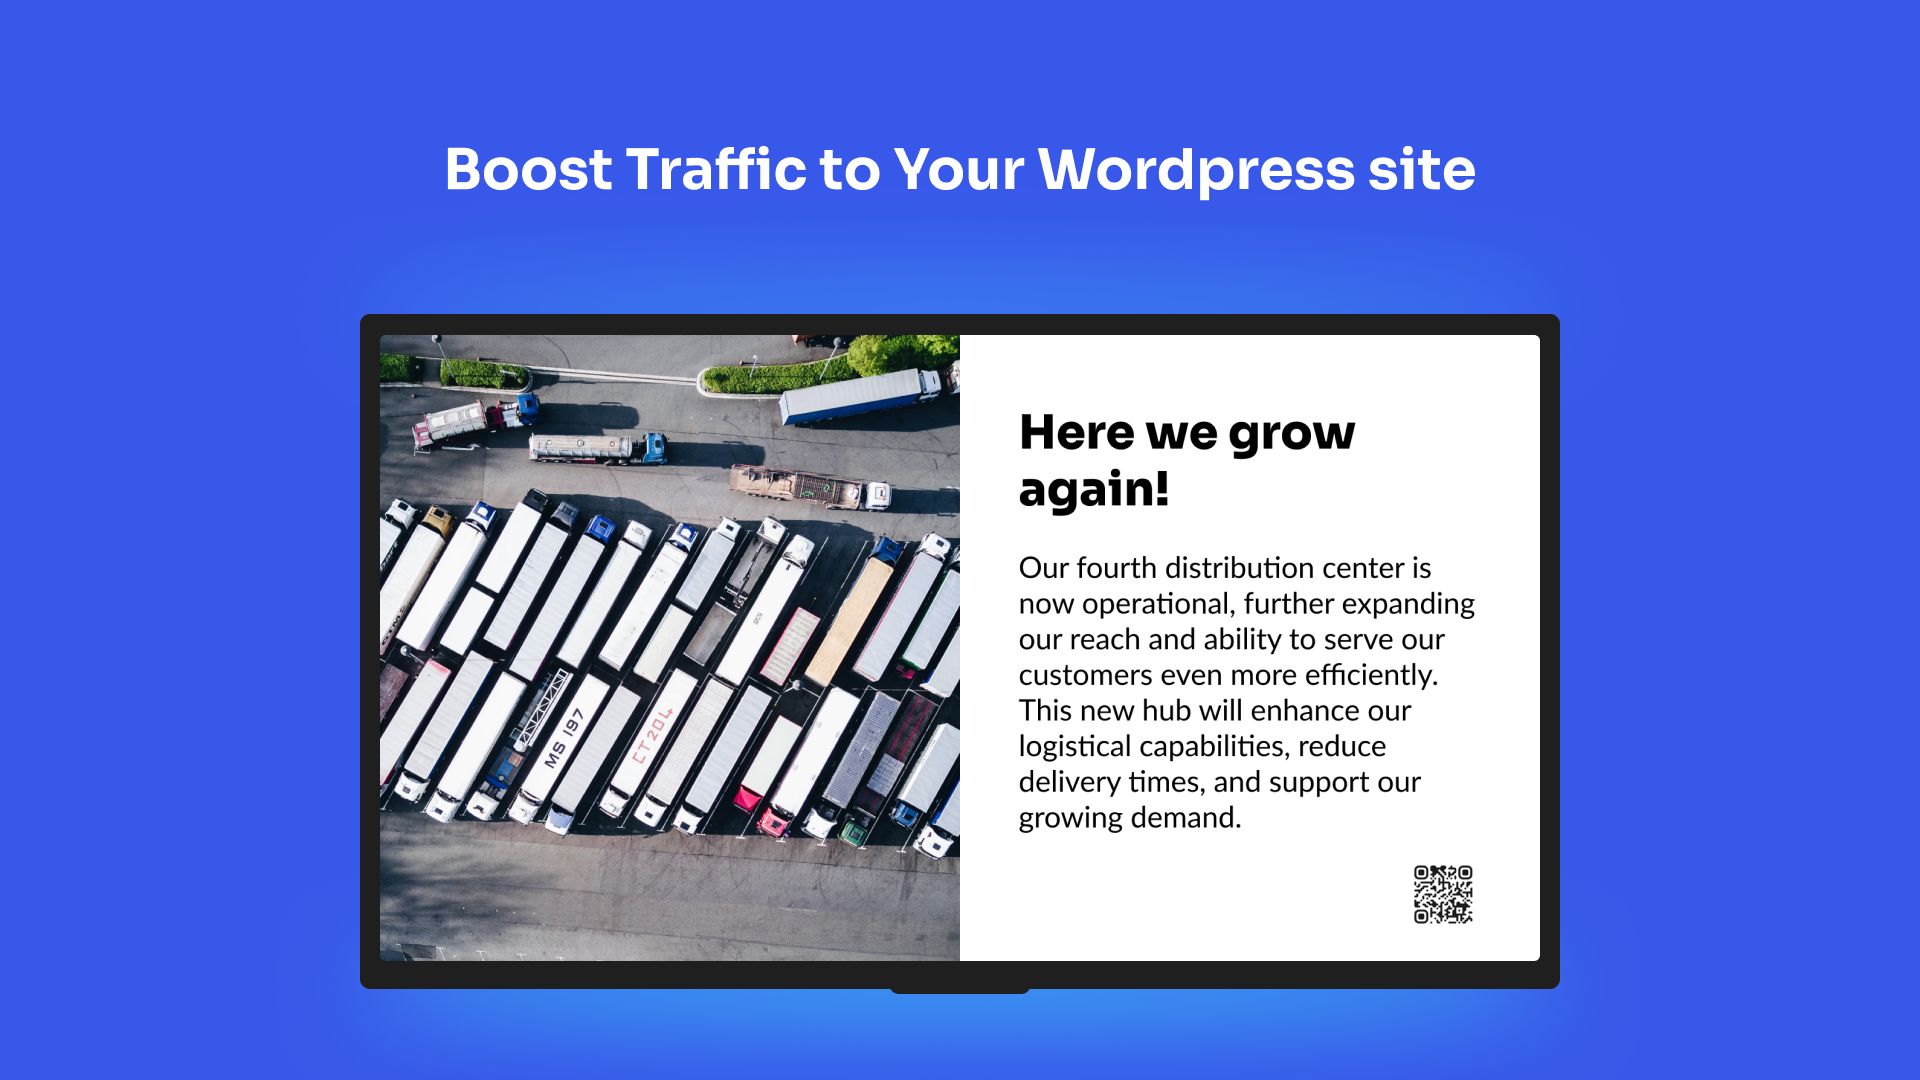 Boost Traffic to Your Wordpress site
Here we grow
again!
Our fourth distribution center is
now operational, further expanding
our reach and ability to serve our
customers even more efficiently.
This new hub will enhance our
logistical capabilities, reduce
delivery times, and support our
growing demand.
MS 197
CT204